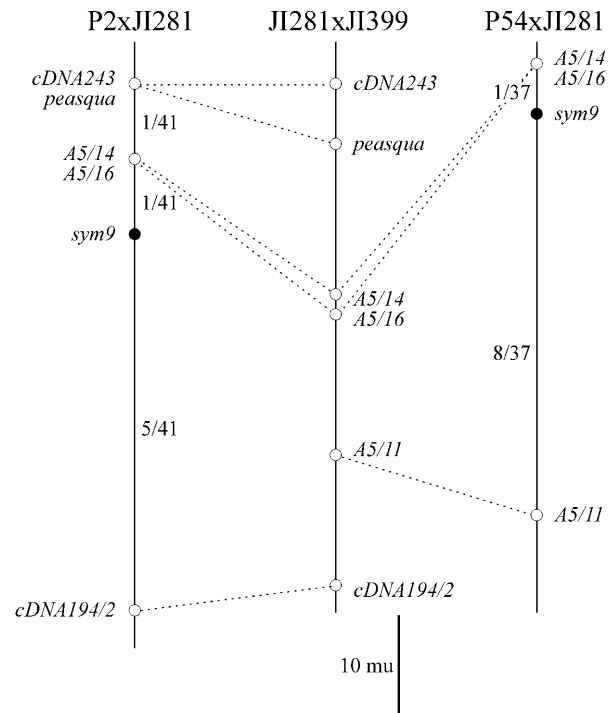 P2xJI281
JI281xJI399
P54xJI281
cDNA243
peasqua
1/41
A5/14
A5/16
1/41
sym9
5/41
cDNA194/2
cDNA243
peasqua
A5/14
A5/16
A5/11
cDNA194/2
A5/14
A5/16
1/37
sym9
8/37
A5/11
10 mu